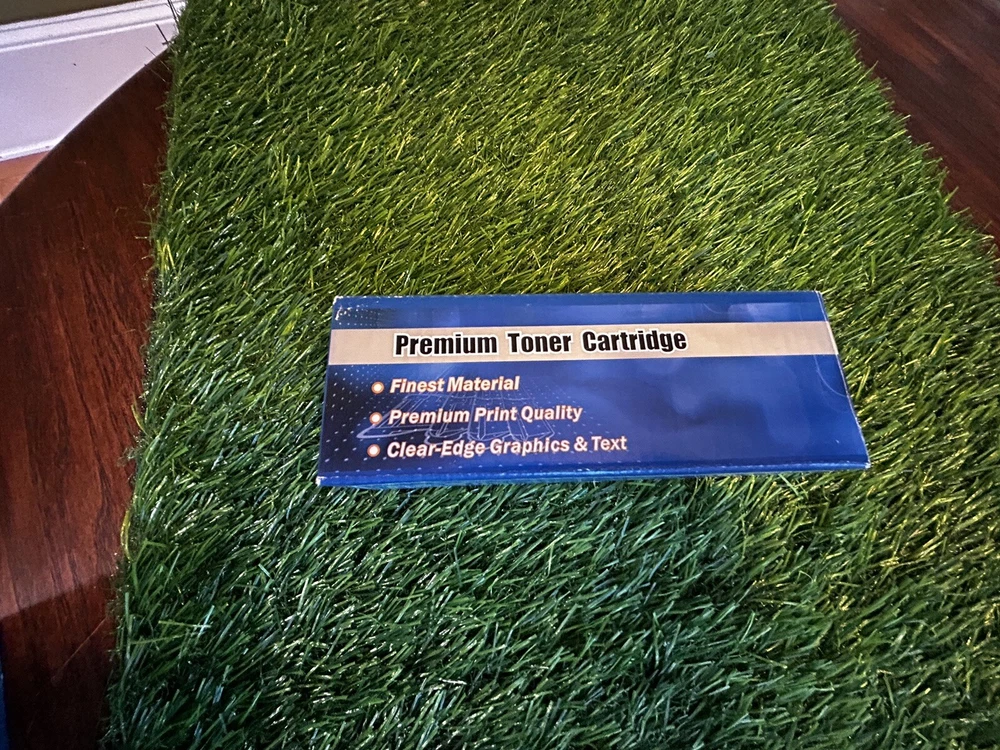 Premium Toner Cartridge
Finest Material
Premium Print Quality
Clear-Edge Graphics & Text